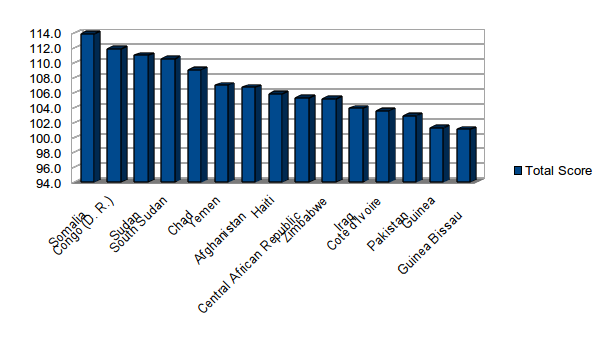 114.0
112.0
110.0
108.0
106.0
104.0
102.0
100.0
98.0
96.0
94.0
Somalia
Congo (D. R.)
Sudan
South Sudan
Chad
Yemen
Afghanistan
Haiti
Central African Republic
Zimbabwe
Iraq
Cote d'Ivoire
Pakistan
Guinea
Guinea Bissau
Total Score